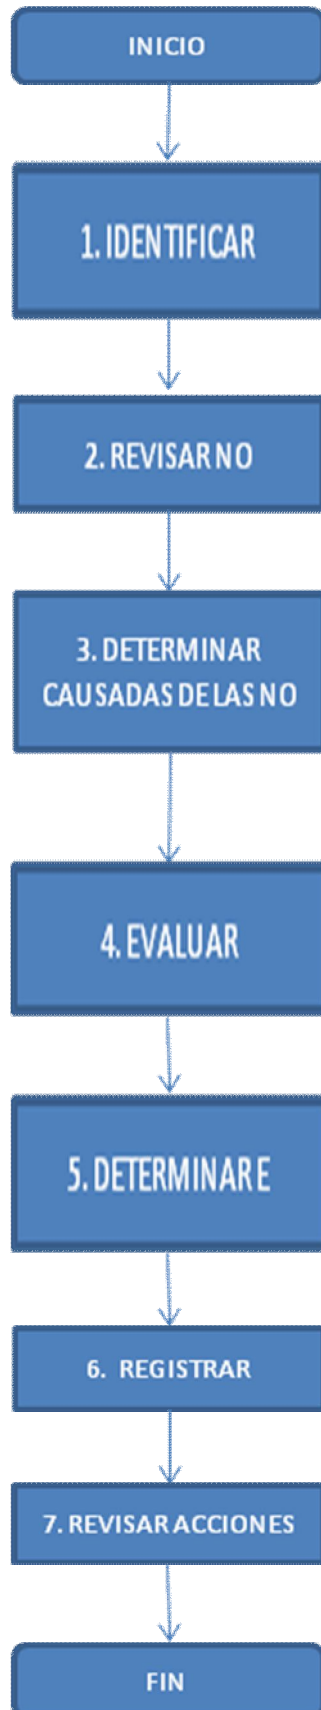 INICIO
1. IDENTIFICAR
2. REVISAR NO
3. DETERMINAR
CAUSADAS DE LAS NO
4. EVALUAR
5. DETERMINAR E
6. REGISTRAR
7. REVISAR ACCIONES
FIN